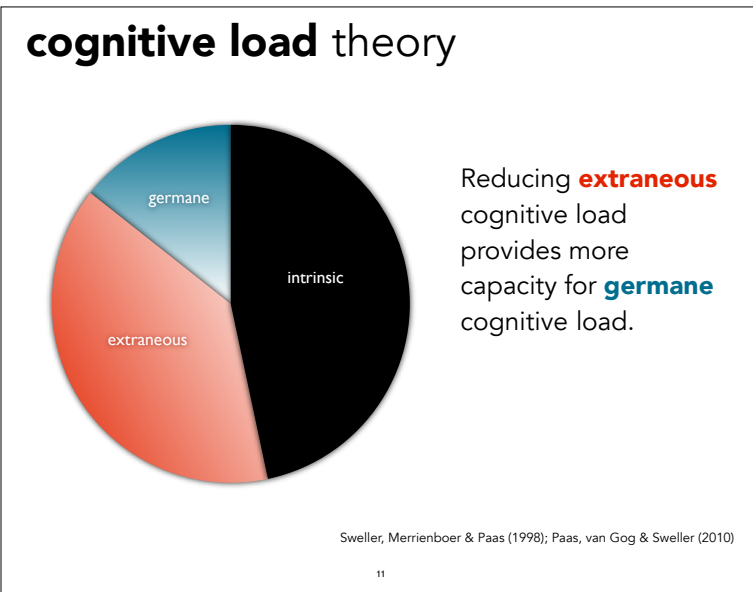 cognitive load theory
germane
intrinsic
extraneous
Reducing extraneous
cognitive load
provides more
capacity for germane
cognitive load.
Sweller, Merrienboer & Paas (1998); Paas, van Gog & Sweller (2010)
11